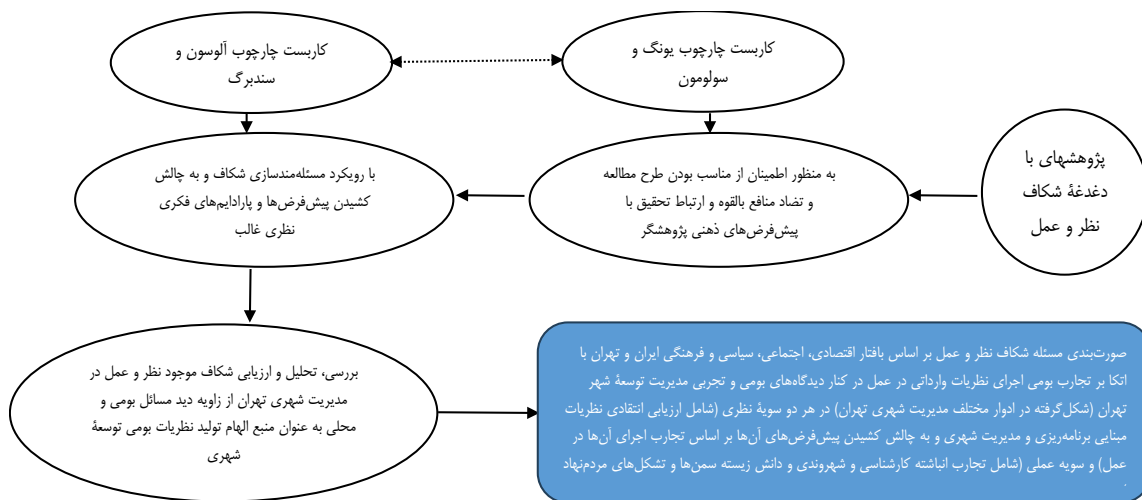 کاربست چارچوب یونگ و
سولومون
کاربست چارچوب آلوسون و
سندبرگ
پژوهشهای با
دغدغۀ شکاف
نظر و عمل
به منظور اطمینان از مناسب بودن طرح مطالعه
و تضاد منافع بالقوه و ارتباط تحقیق با
پیش‌فرض‌های ذهنی پژوهشگر
با رویکرد مسئله‌مندسازی شکاف و به چالش
کشیدن پیش‌فرض‌ها و پارادایم‌های فکری
نظری غالب
بررسی، تحلیل و ارزیابی شکاف موجود نظر و عمل در
مدیریت شهری تهران از زاویه دید مسائل بومی و
محلی به عنوان منبع الهام تولید نظریات بومی توسعۀ
شهری
صورت‌بندی مسئله شکاف نظر و عمل بر اساس بافتار اقتصادی، اجتماعی، سیاسی و فرهنگی ایران و تهران با
اتکا بر تجارب بومی اجرای نظریات وارداتی در عمل در کنار دیدگاه‌های بومی و تجربی مدیریت توسعۀ شهر
تهران (شکل‌گرفته در ادوار مختلف مدیریت شهری تهران) در هر دو سویۀ نظری (شامل ارزیابی انتقادی نظریات
مبنایی برنامه‌ریزی و مدیریت شهری و به چالش کشیدن پیش‌فرض‌های آن‌ها بر اساس تجارب اجرای آن‌ها در
عمل) و سویه عملی (شامل تجارب انباشته کارشناسی و شهروندی و دانش زیسته سمن‌ها و تشکل‌های مردم‌نهاد